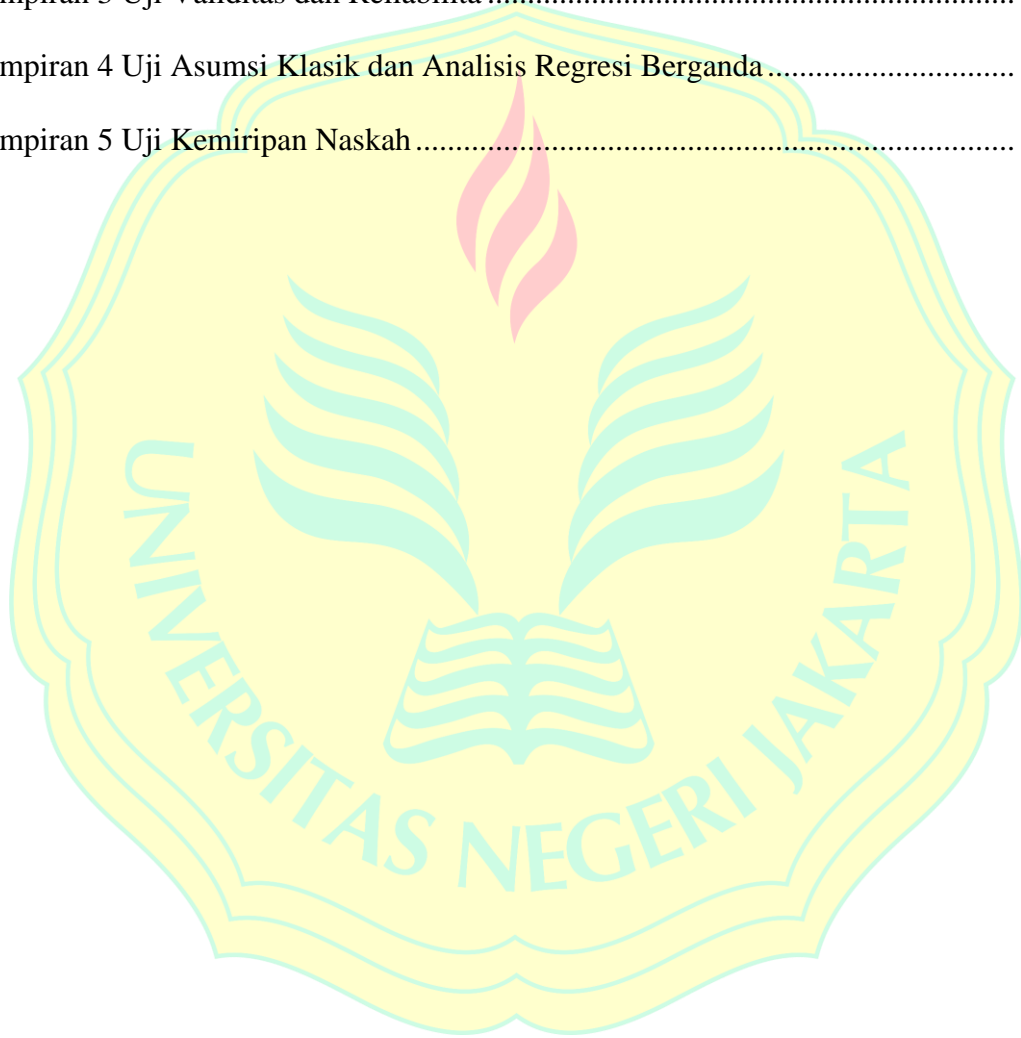 mpiran 3 Uji Validitas dan Reliabilita ..................................................................
mpiran 4 Uji Asumsi Klasik dan Analisis Regresi Berganda ...............................
mpiran 5 Uji Kemiripan Naskah ...........................................................................
UNIVERSITAS NEGERI JAKARTA